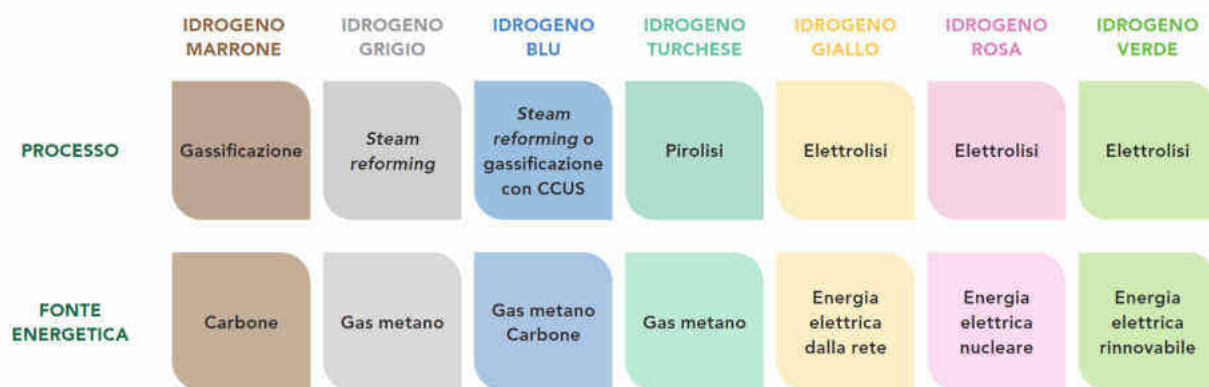 IDROGENO MARRONE
IDROGENO GRIGIO
IDROGENO BLU
IDROGENO TURCHESE
IDROGENO GIALLO
IDROGENO ROSA
IDROGENO VERDE
PROCESSO
Gassificazione
Steam
reforming
Steam
reforming o
gassificazione
con CCUS
Pirolisi
Elettrolisi
Elettrolisi
Elettrolisi
FONTE
ENERGETICA
Carbone
Gas metano
Gas metano
Carbone
Gas metano
Energia
elettrica
dalla rete
Energia
elettrica
nucleare
Energia
elettrica
rinnovabile